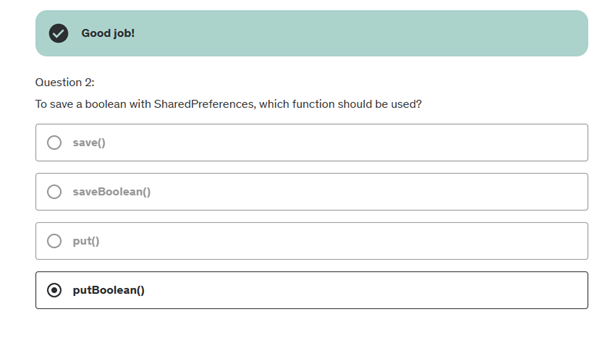 Good job!
Question 2:
To save a boolean with SharedPreferences, which function should be used?
save()
saveBoolean()
put()
putBoolean()